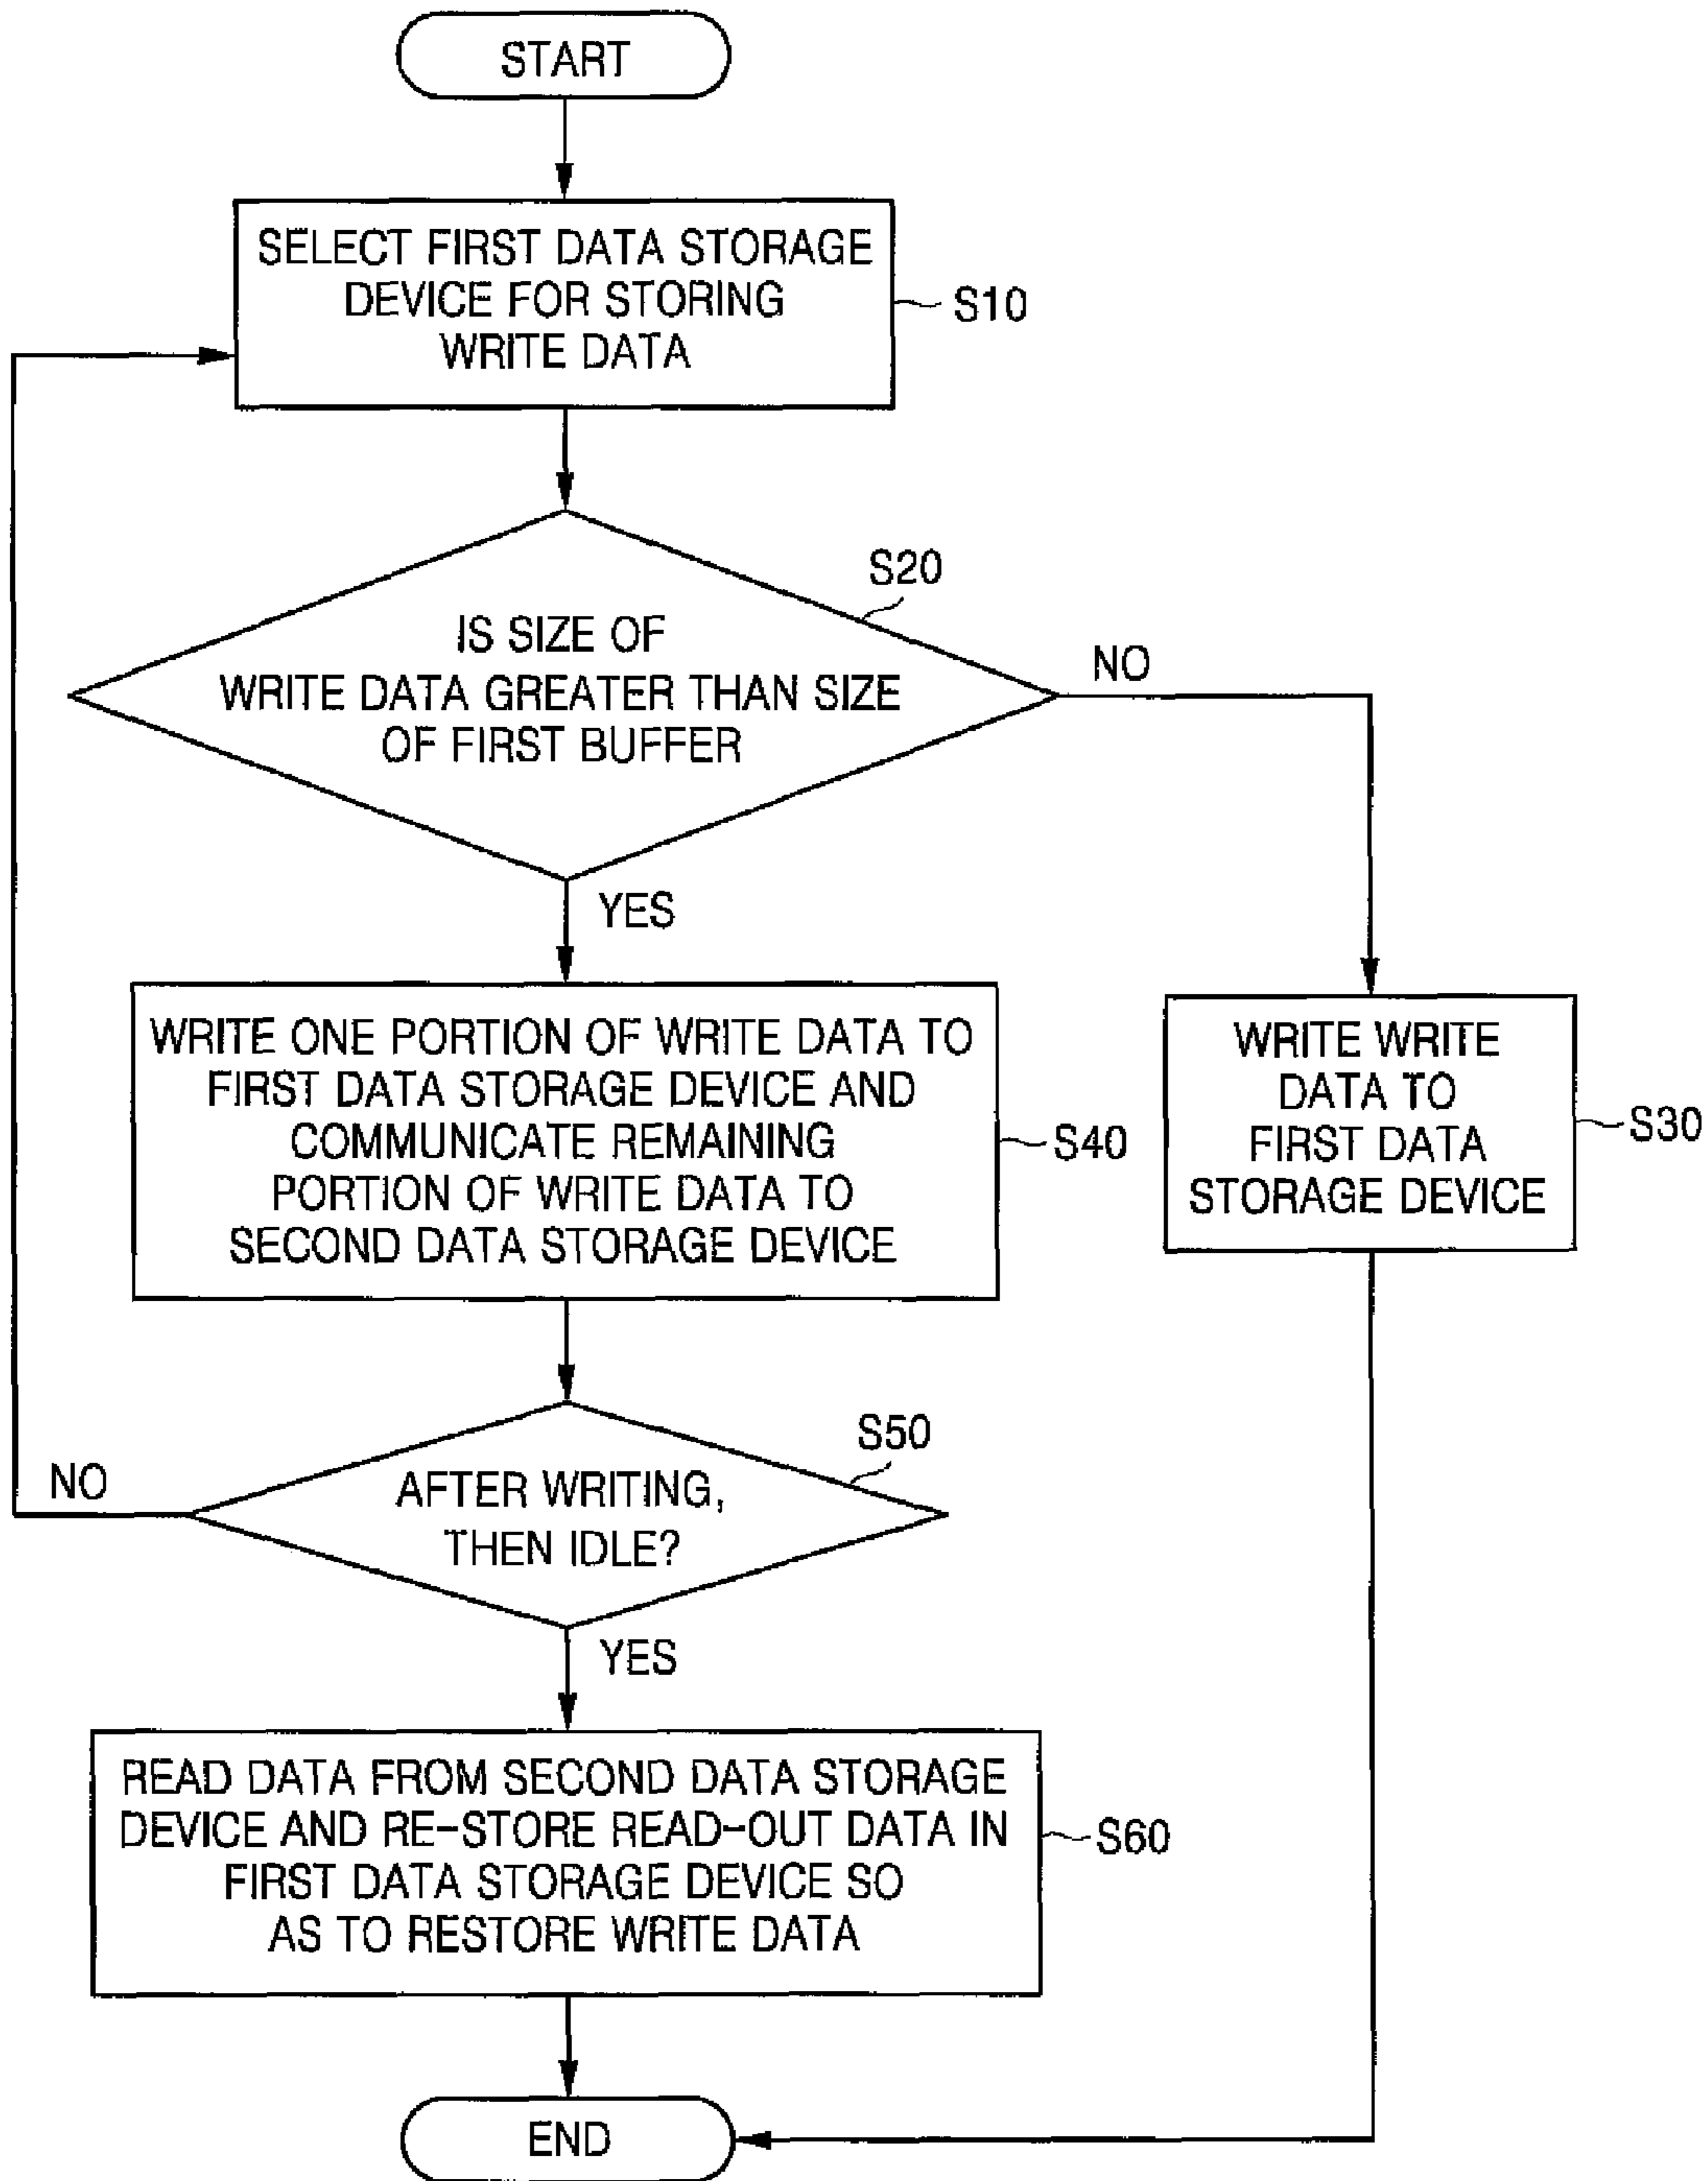 START
SELECT FIRST DATA STORAGE
DEVICE FOR STORING
WRITE DATA
S10
S20
IS SIZE OF
WRITE DATA GREATER THAN SIZE
OF FIRST BUFFER
NO
YES
WRITE ONE PORTION OF WRITE DATA TO
FIRST DATA STORAGE DEVICE AND
COMMUNICATE REMAINING
PORTION OF WRITE DATA TO
SECOND DATA STORAGE DEVICE
S40
WRITE WRITE
DATA TO
FIRST DATA
STORAGE DEVICE
S30
S50
AFTER WRITING,
THEN IDLE?
NO
YES
READ DATA FROM SECOND DATA STORAGE
DEVICE AND RE-STORE READ-OUT DATA IN
FIRST DATA STORAGE DEVICE SO
AS TO RESTORE WRITE DATA
S60
END